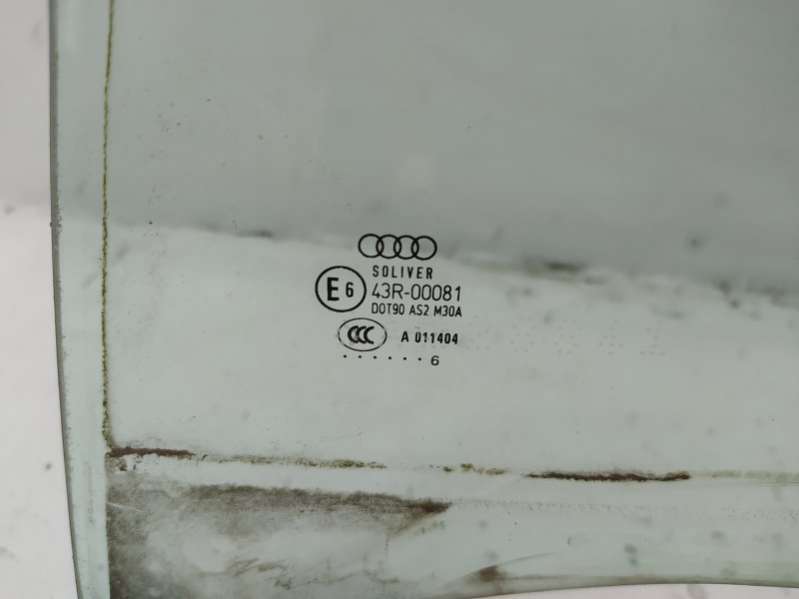 SOLIVER
E6 43R-00081
DOT90 AS2 M30A
CCC A 011404
. . . . . . 6